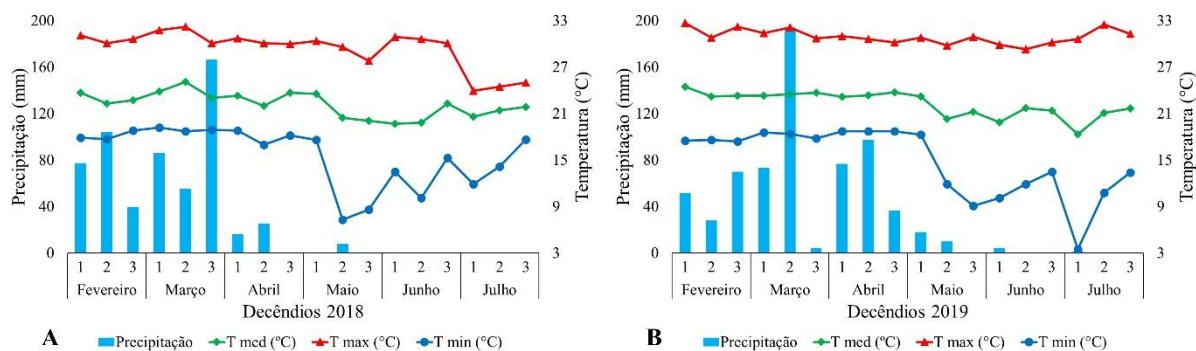 200
160
120
80
40
0
Precipitação (mm)
33
27
21
15
9
3
Temperatura (°C)
1 2 3 1 2 3 1 2 3 1 2 3 1 2 3 1 2 3
Fevereiro Março Abril Maio Junho Julho
Decêndios 2018
A
Precipitação T med (ºC) T max (°C) T min (°C)
200
160
120
80
40
0
Precipitação (mm)
33
27
21
15
9
3
Temperatura (°C)
1 2 3 1 2 3 1 2 3 1 2 3 1 2 3 1 2 3
Fevereiro Março Abril Maio Junho Julho
Decêndios 2019
B
Precipitação T med (ºC) T max (°C) T min (°C)